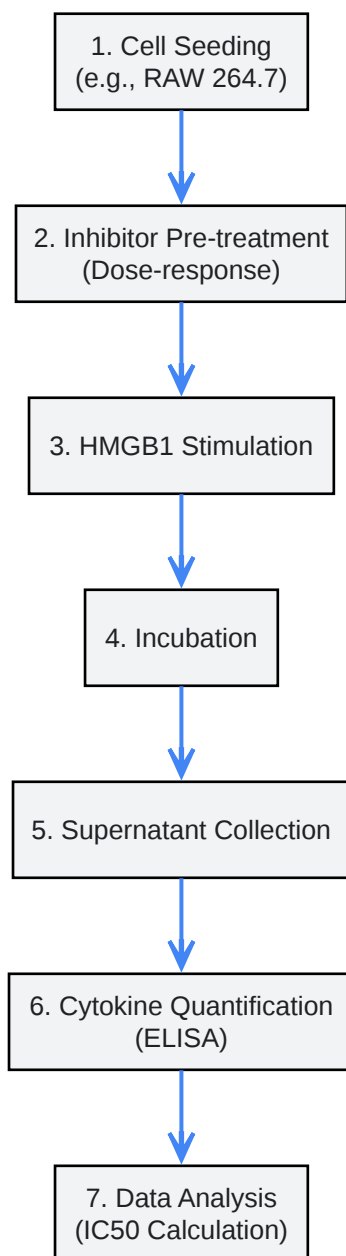 1. Cell Seeding
(e.g., RAW 264.7)
2. Inhibitor Pre-treatment
(Dose-response)
3. HMGB1 Stimulation
4. Incubation
5. Supernatant Collection
6. Cytokine Quantification
(ELISA)
7. Data Analysis
(IC50 Calculation)